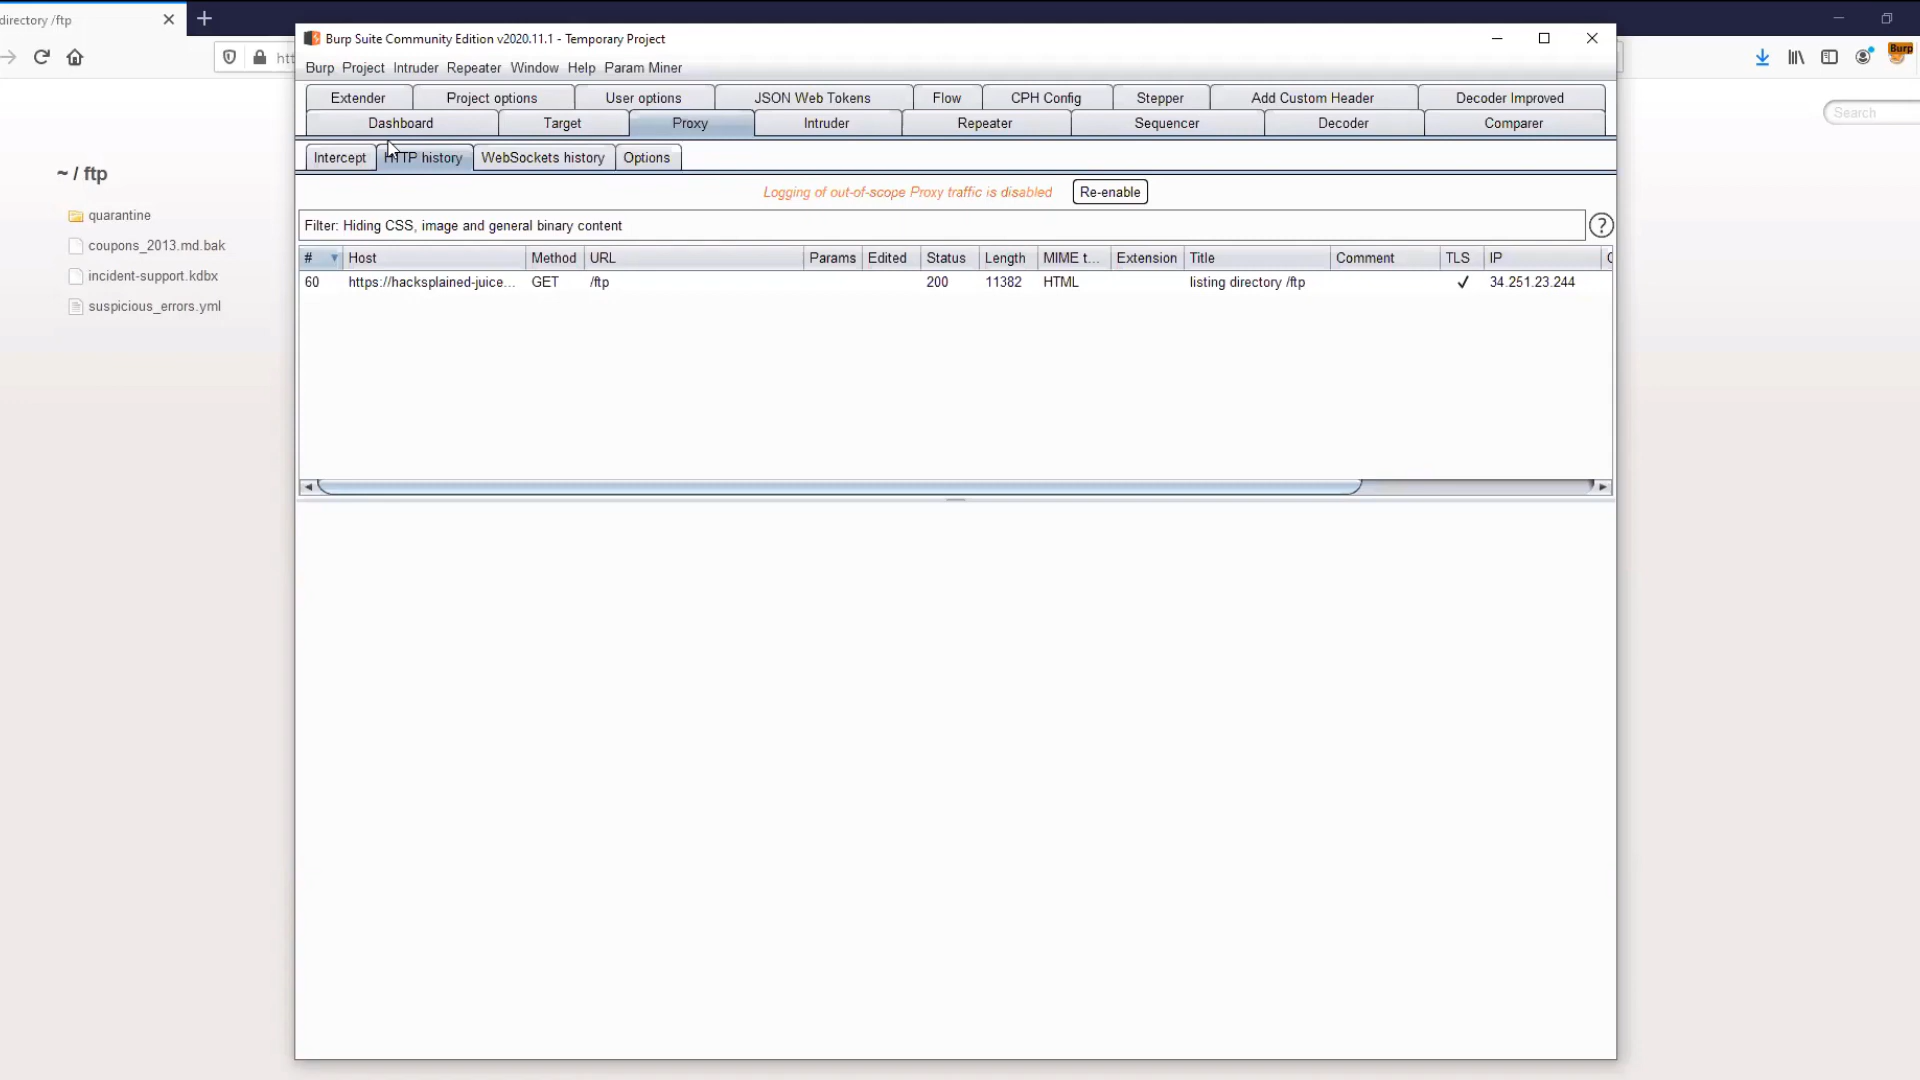 directory /ftp
Burp Suite Community Edition v2020.11.1 - Temporary Project
htt
Burp
Burp Project Intruder Repeater Window Help Param Miner
Extender Project options User options JSON Web Tokens Flow CPH Config Stepper Add Custom Header Decoder Improved
Dashboard Target Proxy Intruder Repeater Sequencer Decoder Comparer
Search
Intercept HTTP history WebSockets history Options
~ / ftp
Logging of out-of-scope Proxy traffic is disabled Re-enable
quarantine
Filter: Hiding CSS, image and general binary content ?
coupons_2013.md.bak
# Host Method URL Params Edited Status Length MIME t... Extension Title Comment TLS IP
incident-support.kdbx
60 https://hacksplained-juice... GET /ftp 200 11382 HTML listing directory /ftp ✓ 34.251.23.244
suspicious_errors.yml